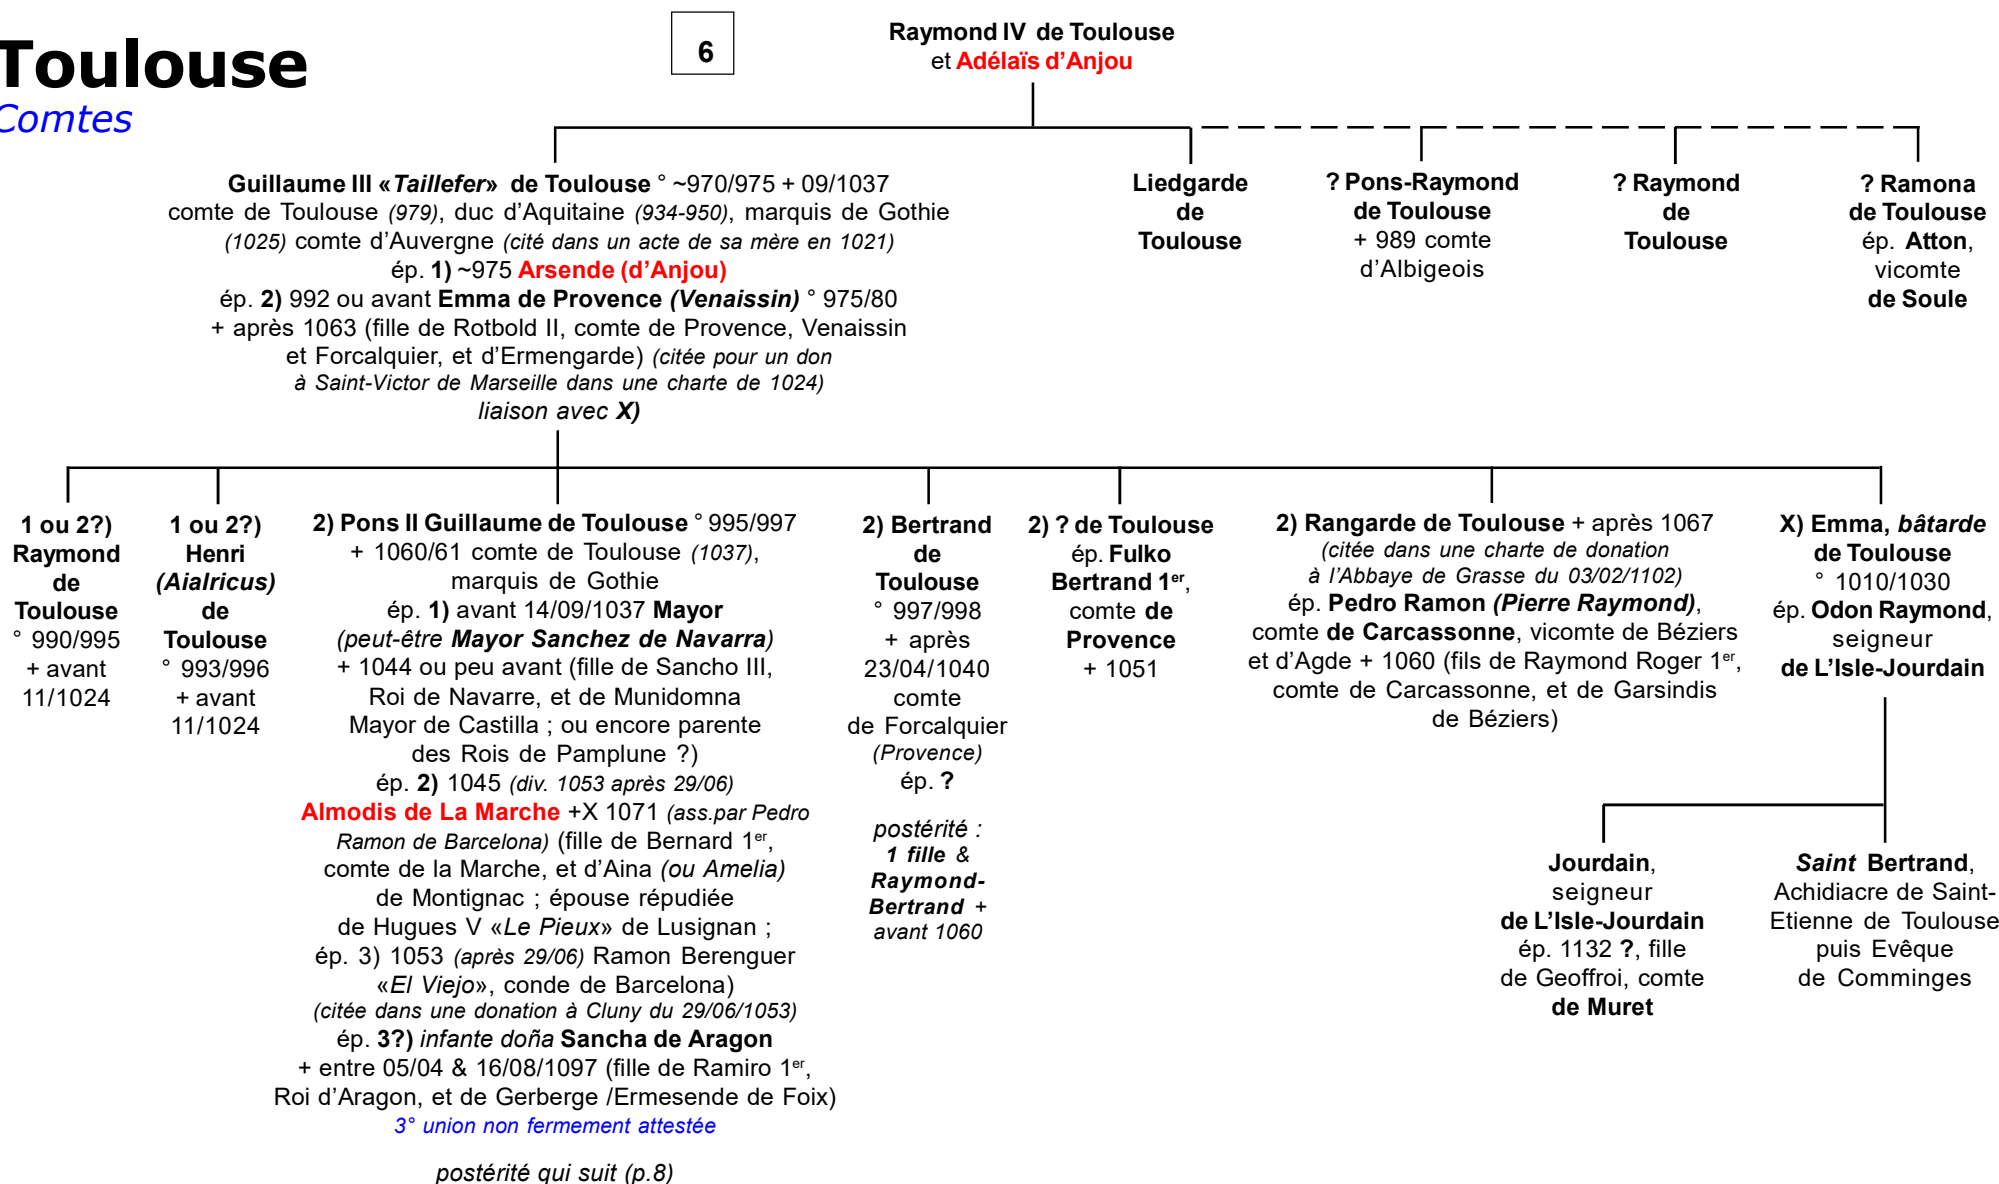 Toulouse
Comtes
6
Raymond IV de Toulouse
et Adélaïs d’Anjou
Guillaume III «Taillefer» de Toulouse ° ~970/975 + 09/1037
comte de Toulouse (979), duc d’Aquitaine (934-950), marquis de Gothie
(1025) comte d’Auvergne (cité dans un acte de sa mère en 1021)
ép. 1) ~975 Arsende (d’Anjou)
ép. 2) 992 ou avant Emma de Provence (Venaissin) ° 975/80
+ après 1063 (fille de Rotbold II, comte de Provence, Venaissin
et Forcalquier, et d’Ermengarde) (citée pour un don
à Saint-Victor de Marseille dans une charte de 1024)
liaison avec X)
Liedgarde
de
Toulouse
? Pons-Raymond
de Toulouse
+ 989 comte
d’Albigeois
? Raymond
de
Toulouse
? Ramona
de Toulouse
ép. Atton,
vicomte
de Soule
1 ou 2?)
Raymond
de
Toulouse
° 990/995
+ avant
11/1024
1 ou 2?)
Henri
(Aialricus)
de
Toulouse
° 993/996
+ avant
11/1024
2) Pons II Guillaume de Toulouse ° 995/997
+ 1060/61 comte de Toulouse (1037),
marquis de Gothie
ép. 1) avant 14/09/1037 Mayor
(peut-être Mayor Sanchez de Navarra)
+ 1044 ou peu avant (fille de Sancho III,
Roi de Navarre, et de Munidomna
Mayor de Castilla ; ou encore parente
des Rois de Pamplune ?)
ép. 2) 1045 (div. 1053 après 29/06)
Almodis de La Marche +X 1071 (ass.par Pedro
Ramon de Barcelona) (fille de Bernard 1er,
comte de la Marche, et d’Aina (ou Amelia)
de Montignac ; épouse répudiée
de Hugues V «Le Pieux» de Lusignan ;
ép. 3) 1053 (après 29/06) Ramon Berenguer
«El Viejo», conde de Barcelona)
(citée dans une donation à Cluny du 29/06/1053)
ép. 3?) infante doña Sancha de Aragon
+ entre 05/04 & 16/08/1097 (fille de Ramiro 1er,
Roi d’Aragon, et de Gerberge /Ermesende de Foix)
3° union non fermement attestée
postérité qui suit (p.8)
2) Bertrand
de
Toulouse
° 997/998
+ après
23/04/1040
comte
de Forcalquier
(Provence)
ép. ?
postérité :
1 fille &
Raymond-
Bertrand +
avant 1060
2) ? de Toulouse
ép. Fulko
Bertrand 1er,
comte de
Provence
+ 1051
2) Rangarde de Toulouse + après 1067
(citée dans une charte de donation
à l’Abbaye de Grasse du 03/02/1102)
ép. Pedro Ramon (Pierre Raymond),
comte de Carcassonne, vicomte de Béziers
et d’Agde + 1060 (fils de Raymond Roger 1er,
comte de Carcassonne, et de Garsindis
de Béziers)
X) Emma, bâtarde
de Toulouse
° 1010/1030
ép. Odon Raymond,
seigneur
de L’Isle-Jourdain
Jourdain,
seigneur
de L’Isle-Jourdain
ép. 1132 ?, fille
de Geoffroi, comte
de Muret
Saint Bertrand,
Achidiacre de Saint-
Etienne de Toulouse
puis Evêque
de Comminges